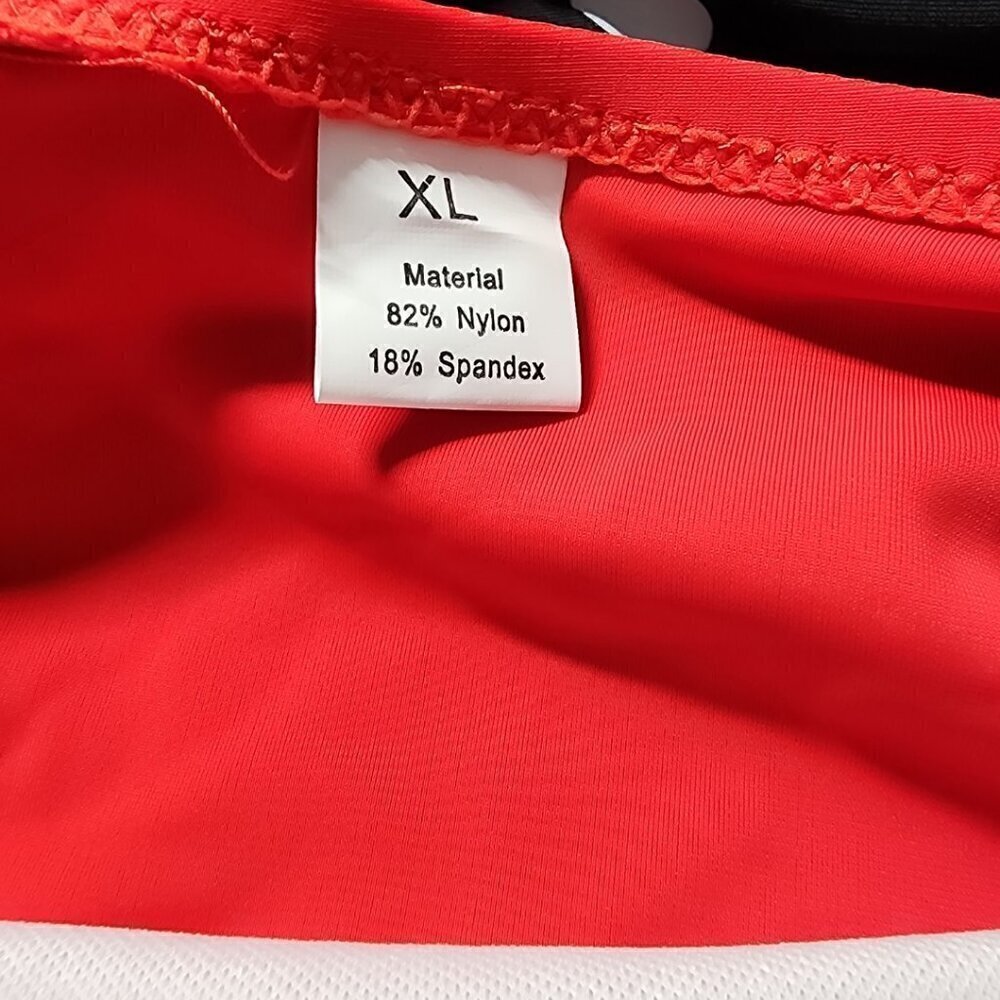 XL
Material
82% Nylon
18% Spandex